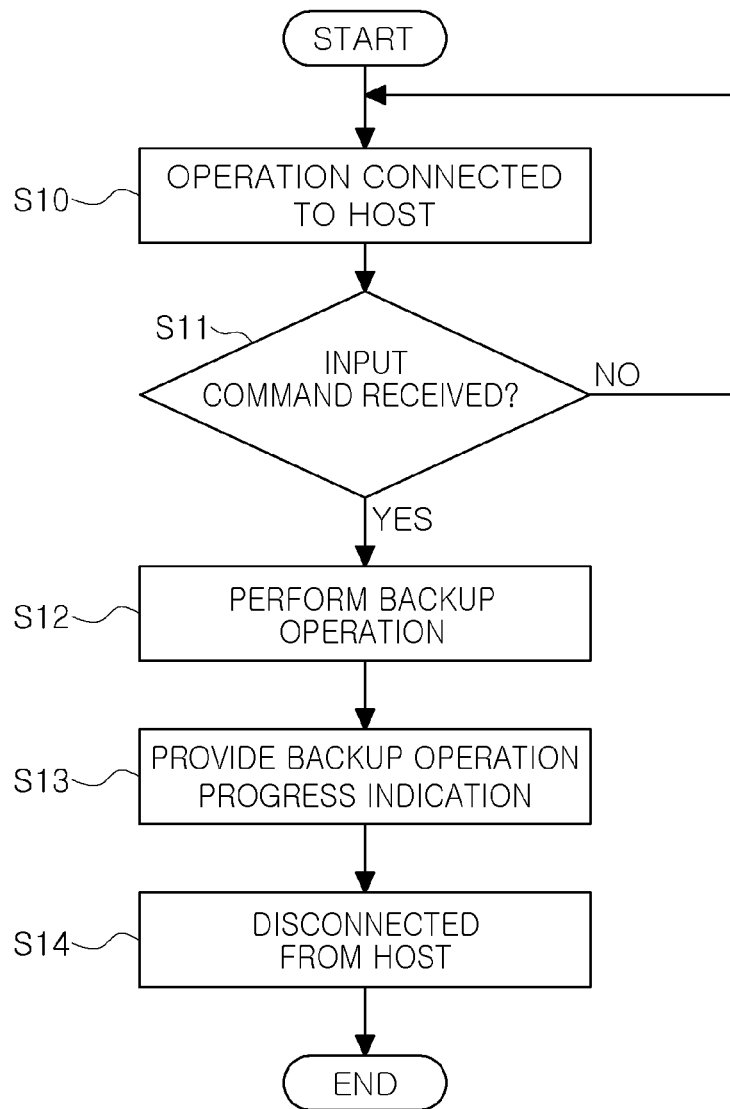 START
S10
OPERATION CONNECTED
TO HOST
S11
INPUT
COMMAND RECEIVED?
NO
YES
S12
PERFORM BACKUP
OPERATION
S13
PROVIDE BACKUP OPERATION
PROGRESS INDICATION
S14
DISCONNECTED
FROM HOST
END